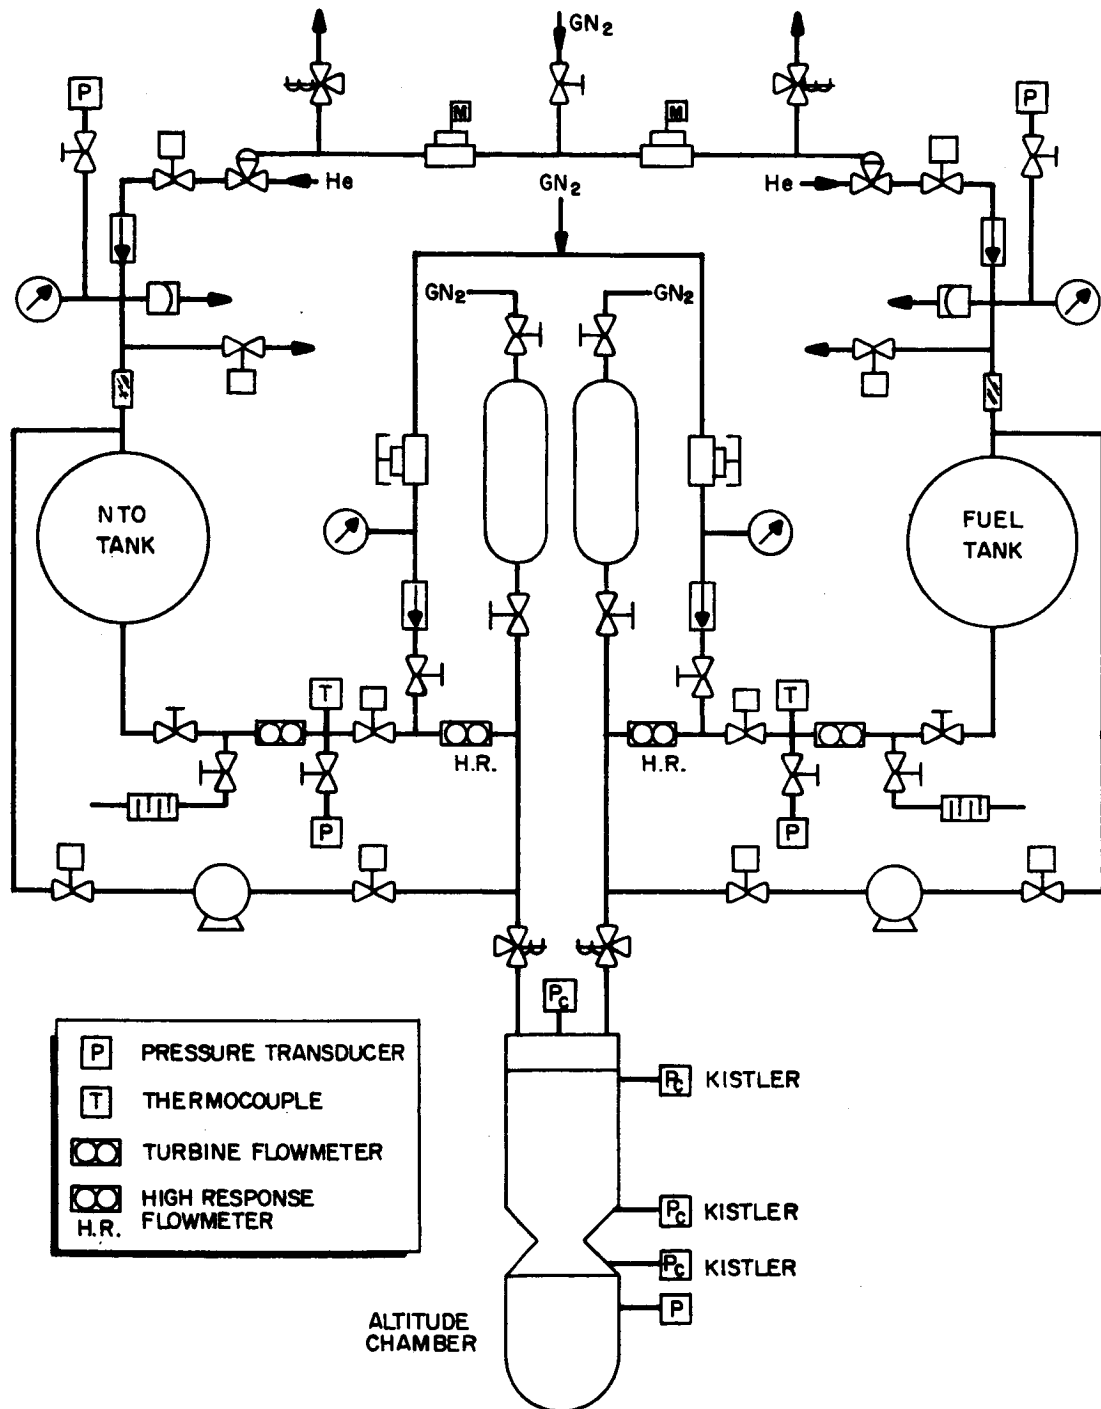 GN2
P
M
M
P
He
GN2
He
GN2
GN2
NTO
TANK
FUEL
TANK
T
T
H.R.
H.R.
P
P
Pc
P PRESSURE TRANSDUCER
T THERMOCOUPLE
TURBINE FLOWMETER
HIGH RESPONSE
H.R. FLOWMETER
Pc KISTLER
Pc KISTLER
Pc KISTLER
P
ALTITUDE
CHAMBER